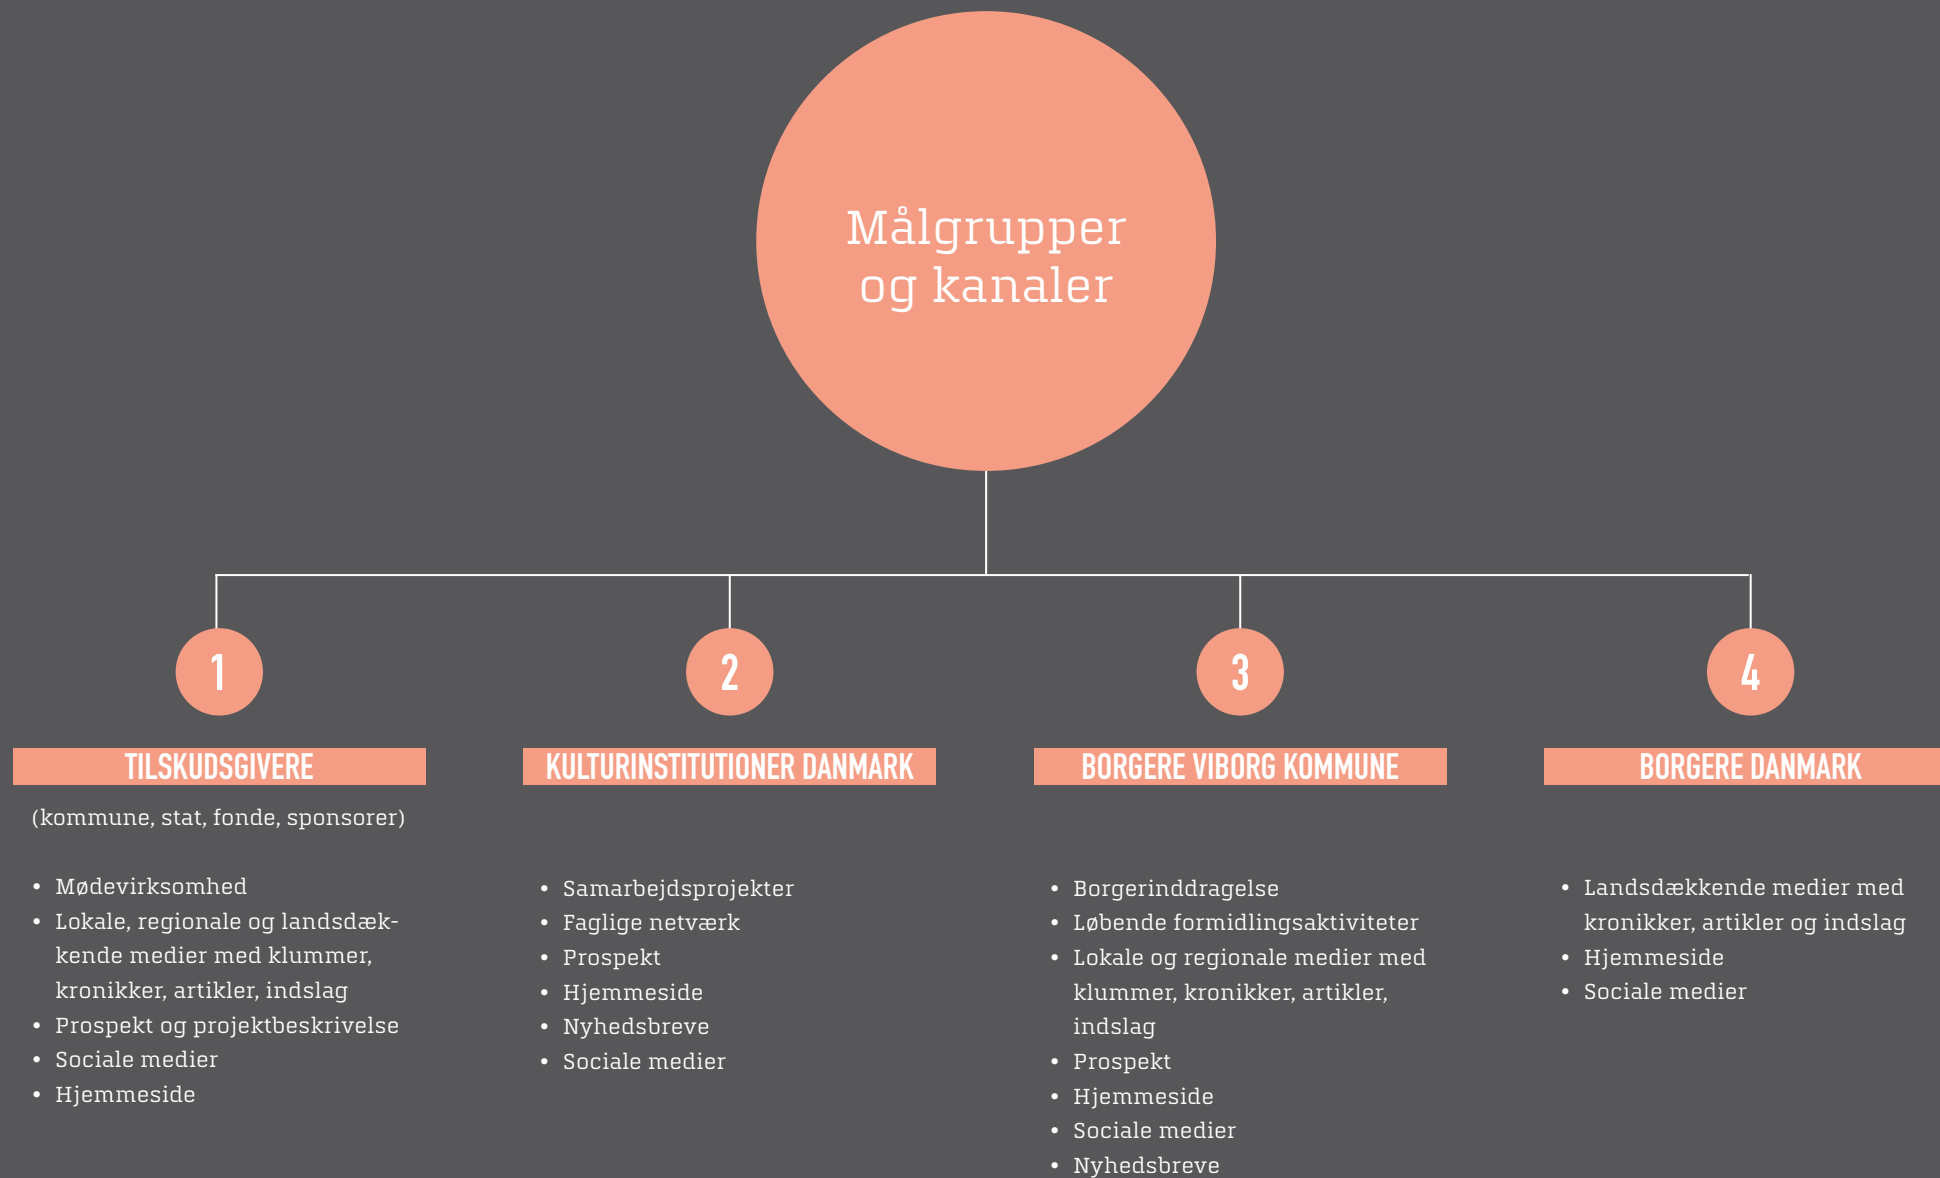 Målgrupper
og kanaler
1
TILSKUDSGIVERE
(kommune, stat, fonde, sponsorer)
• Mødevirksomhed
• Lokale, regionale og landsdæk-
kende medier med klummer,
kronikker, artikler, indslag
• Prospekt og projektbeskrivelse
• Sociale medier
• Hjemmeside
2
KULTURINSTITUTIONER DANMARK
• Samarbejdsprojekter
• Faglige netværk
• Prospekt
• Hjemmeside
• Nyhedsbreve
• Sociale medier
3
BORGERE VIBORG KOMMUNE
• Borgerinddragelse
• Løbende formidlingsaktiviteter
• Lokale og regionale medier med
klummer, kronikker, artikler,
indslag
• Prospekt
• Hjemmeside
• Sociale medier
• Nyhedsbreve
4
BORGERE DANMARK
• Landsdækkende medier med
kronikker, artikler og indslag
• Hjemmeside
• Sociale medier